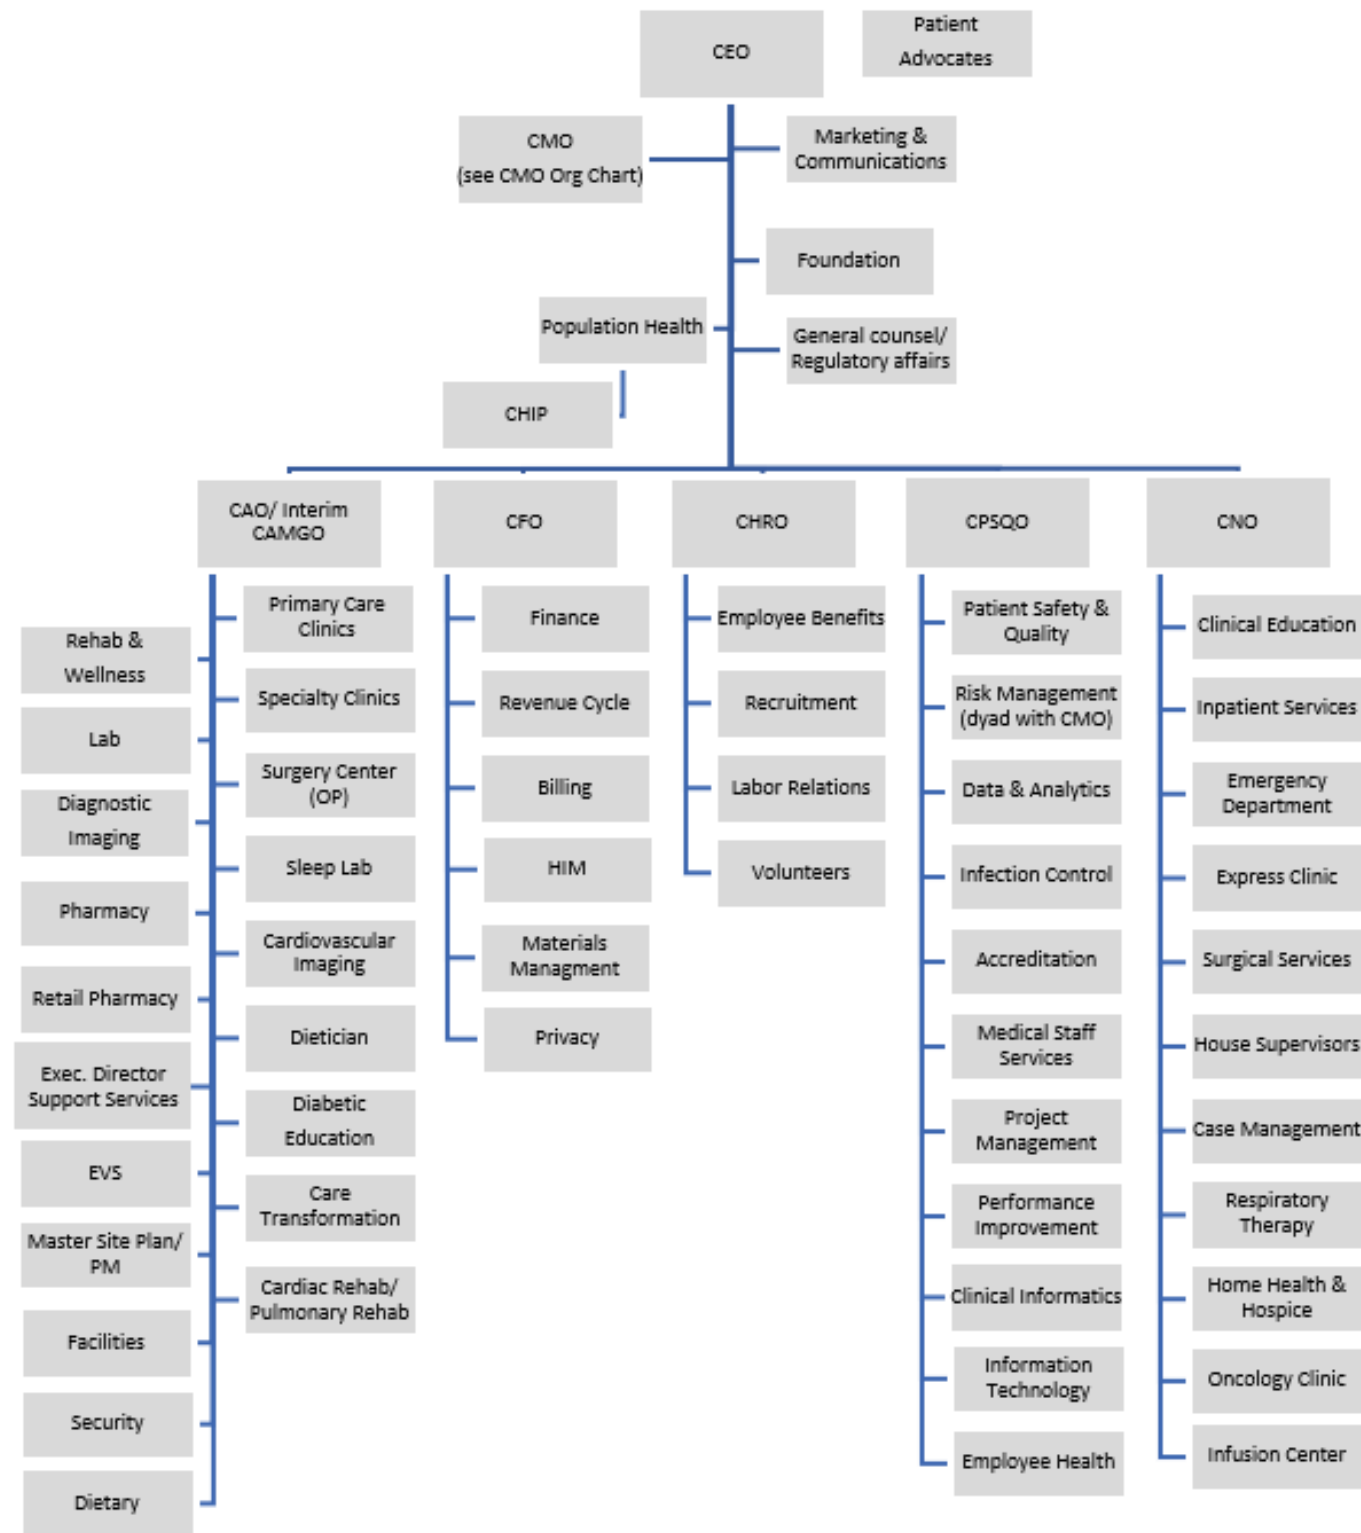 CEO
Patient
Advocates
CMO
(see CMO Org Chart)
Marketing &
Communications
Foundation
Population Health
General counsel/
Regulatory affairs
CHIP
CAO/ Interim
CAMGO
CFO
CHRO
CPSQO
CNO
Rehab &
Wellness
Lab
Diagnostic
Imaging
Pharmacy
Retail Pharmacy
Exec. Director
Support Services
EVS
Master Site Plan/
PM
Facilities
Security
Dietary
Primary Care
Clinics
Specialty Clinics
Surgery Center
(OP)
Sleep Lab
Cardiovascular
Imaging
Dietician
Diabetic
Education
Care
Transformation
Cardiac Rehab/
Pulmonary Rehab
Finance
Revenue Cycle
Billing
HIM
Materials
Managment
Privacy
Employee Benefits
Recruitment
Labor Relations
Volunteers
Patient Safety &
Quality
Risk Management
(dyad with CMO)
Data & Analytics
Infection Control
Accreditation
Medical Staff
Services
Project
Management
Performance
Improvement
Clinical Informatics
Information
Technology
Employee Health
Clinical Education
Inpatient Services
Emergency
Department
Express Clinic
Surgical Services
House Supervisors
Case Management
Respiratory
Therapy
Home Health &
Hospice
Oncology Clinic
Infusion Center